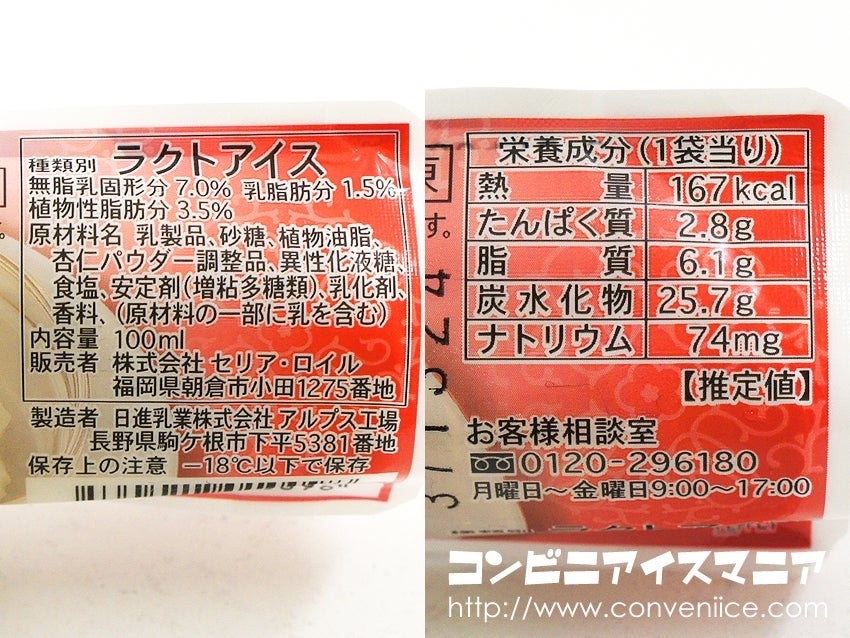 種類別 ラクトアイス
無脂乳固形分 7.0% 乳脂肪分 1.5%
植物性脂肪分 3.5%
原材料名 乳製品、砂糖、植物油脂、
杏仁パウダー調整品、異性化液糖、
食塩、安定剤(増粘多糖類)、乳化剤、
香料、(原材料の一部に乳を含む)
内容量 100ml
販売者 株式会社 セリア・ロイル
福岡県朝倉市小田1275番地
製造者 日進乳業株式会社 アルプス工場
長野県駒ケ根市下平5381番地
保存上の注意 −18℃以下で保存
す。
栄養成分(1袋当り)
熱量 167kcal
たんぱく質 2.8g
脂質 6.1g
炭水化物 25.7g
ナトリウム 74mg
【推定値】
お客様相談室
0120-296180
月曜日〜金曜日9:00〜17:00
コンビニアイスマニア
http://www.conveniice.com